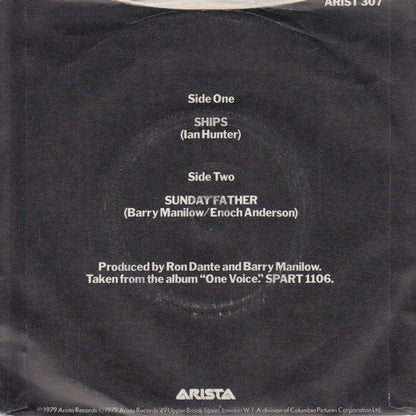 ARIST 307
Side One
SHIPS
(Ian Hunter)
Side Two
SUNDAY FATHER
(Barry Manilow/Enoch Anderson)
Produced by Ron Dante and Barry Manilow.
Taken from the album “One Voice.” SPART 1106.
ARISTA
℗ 1979 Arista Records © 1979 Arista Records 49 Upper Brook Street, London W.1. A division of Columbia Pictures Corporation Ltd.